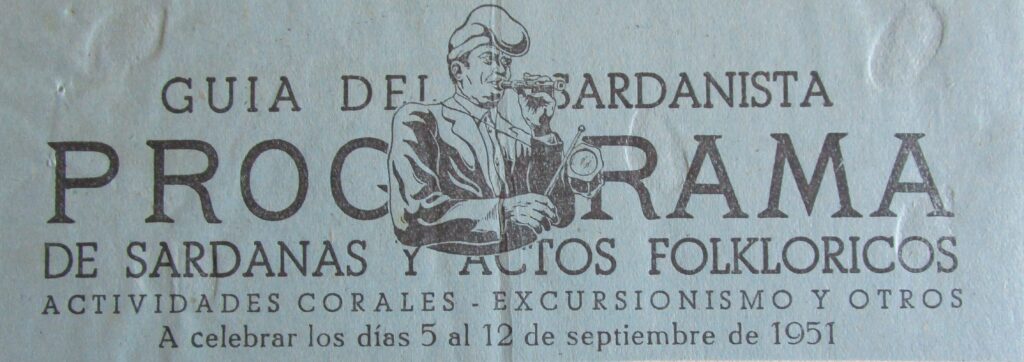 GUIA DEL SARDANISTA
PROGRAMA
DE SARDANAS Y ACTOS FOLKLORICOS
ACTIVIDADES CORALES - EXCURSIONISMO Y OTROS
A celebrar los días 5 al 12 de septiembre de 1951